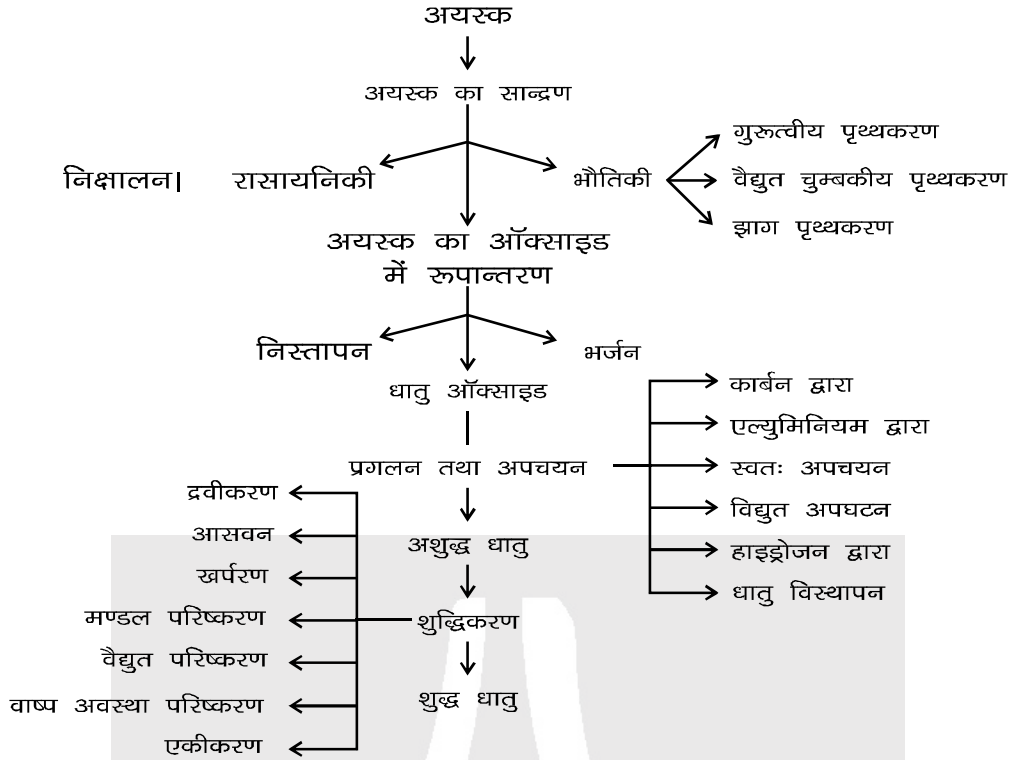 अयस्क
अयस्क का सान्द्रण
निक्षालन। रासायनिकी
भौतिकी
गुरूत्वीय पृथ्थकरण
वैद्युत चुम्बकीय पृथ्थकरण
झाग पृथ्थकरण
अयस्क का ऑक्साइड
में रूपान्तरण
निस्तापन
भर्जन
धातु ऑक्साइड
प्रगलन तथा अपचयन
कार्बन द्वारा
एल्युमिनियम द्वारा
स्वतः अपचयन
विद्युत अपघटन
हाइड्रोजन द्वारा
धातु विस्थापन
अशुद्ध धातु
शुद्धिकरण
द्रवीकरण
आसवन
खर्परण
मण्डल परिष्करण
वैद्युत परिष्करण
वाष्प अवस्था परिष्करण
एकीकरण
शुद्ध धातु